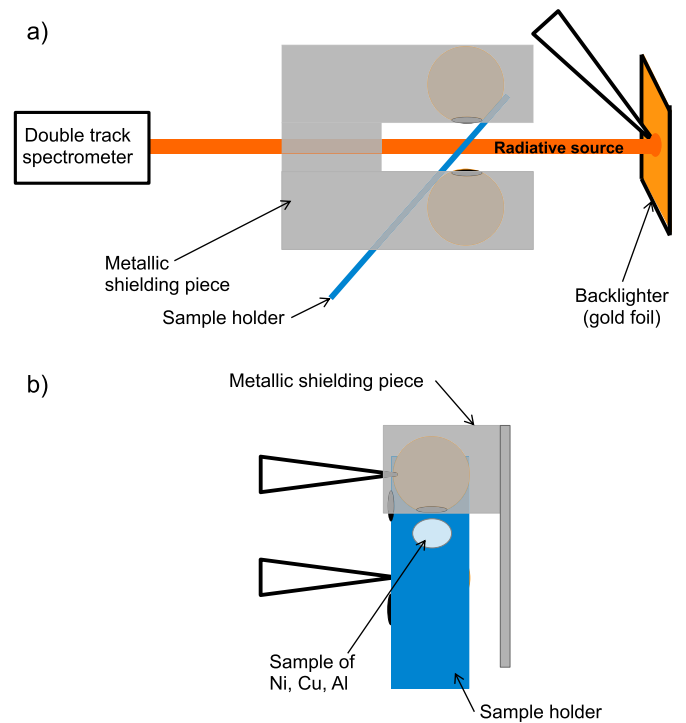 a)
Double track
spectrometer
Radiative source
Metallic
shielding piece
Sample holder
Backlighter
(gold foil)
b)
Metallic shielding piece
Sample of
Ni, Cu, Al
Sample holder